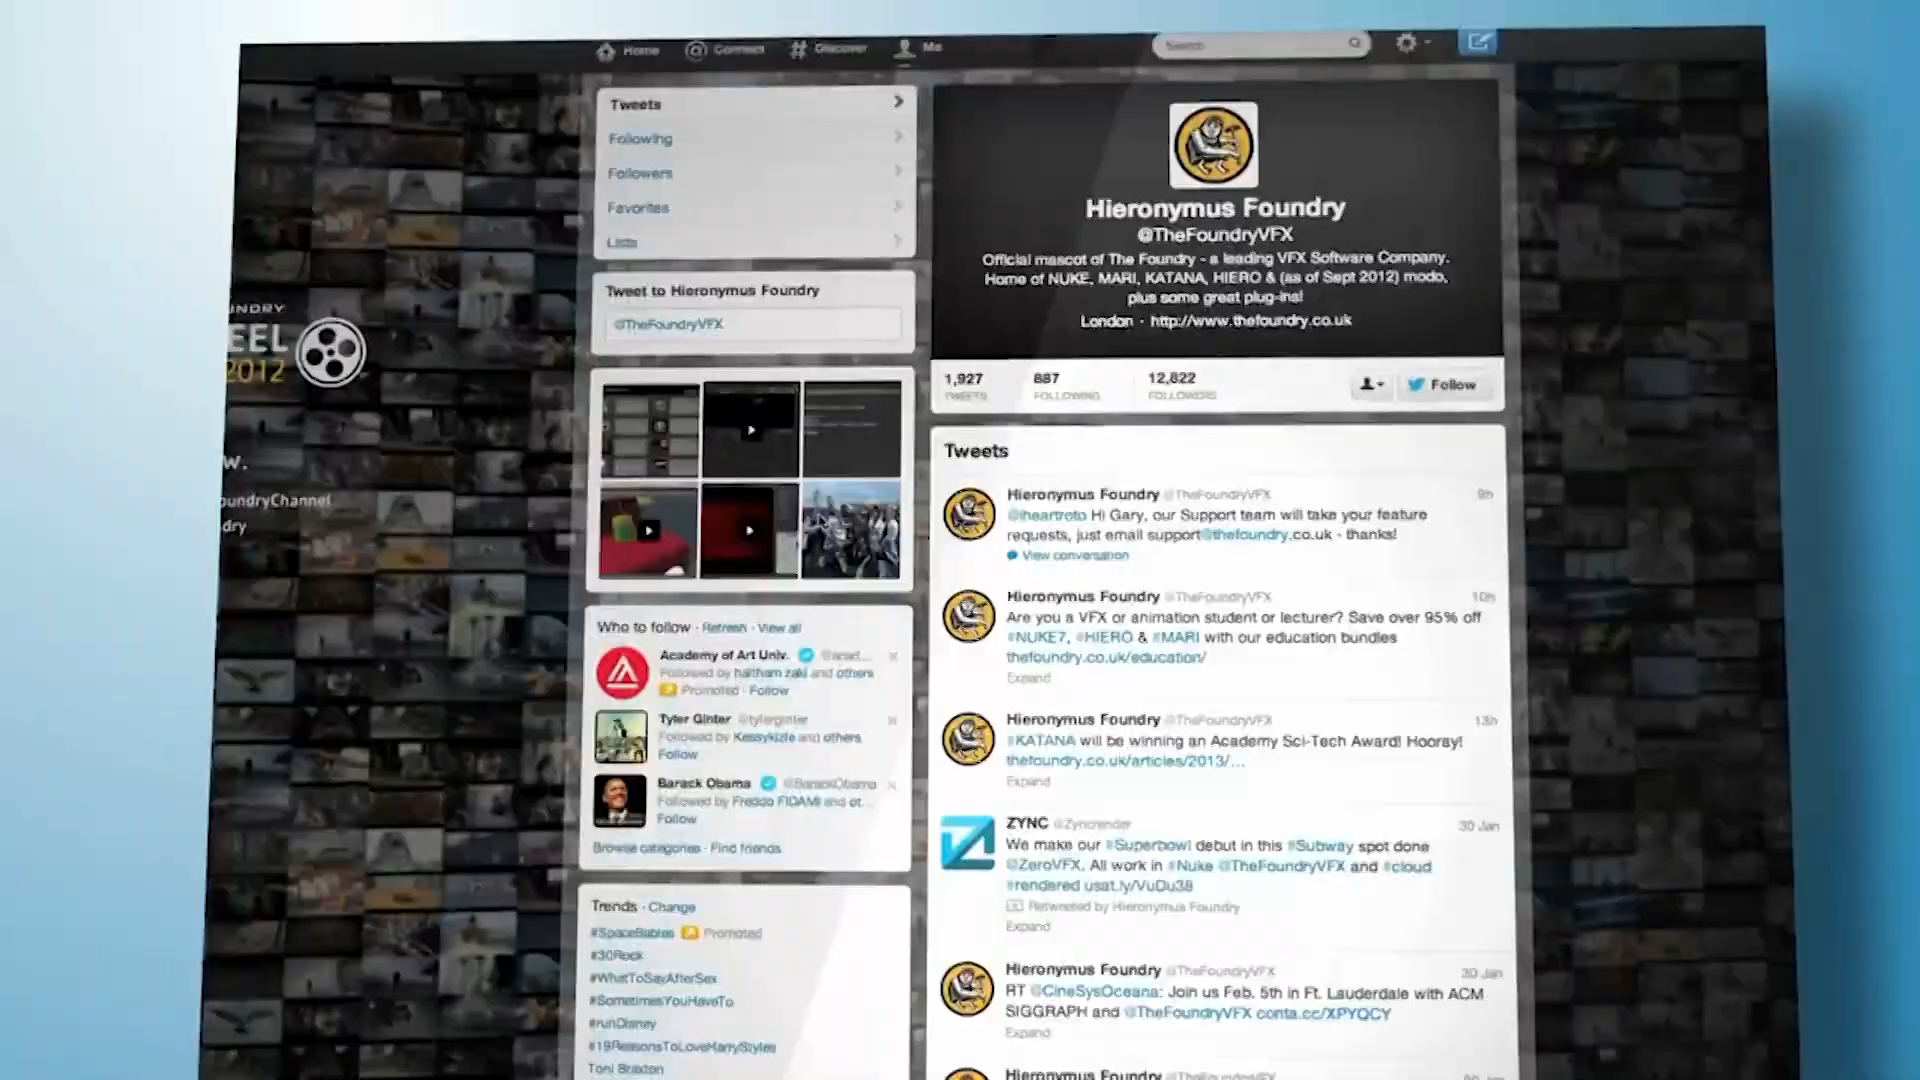 Home Connect Discover Me
Search
Tweets
Following
Followers
Favorites
Lists
Tweet to Hieronymus Foundry
@TheFoundryVFX
UNDRY
EEL
2012
w.
oundryChannel
dry
Who to follow · Refresh · View all
Academy of Art Univ. @acad...
Followed by haitham zaki and others
Promoted · Follow
Tyler Ginter @tylerginter
Followed by Kessykizle and others
Follow
Barack Obama @BarackObama
Followed by Freddo FIDAMI and ot...
Follow
Browse categories · Find friends
Trends · Change
#SpaceBabies Promoted
#30Rock
#WhatToSayAfterSex
#SometimesYouHaveTo
#runDisney
#19ReasonsToLoveHarryStyles
Toni Braxton
Hieronymus Foundry
@TheFoundryVFX
Official mascot of The Foundry - a leading VFX Software Company.
Home of NUKE, MARI, KATANA, HIERO & (as of Sept 2012) modo,
plus some great plug-ins!
London · http://www.thefoundry.co.uk
1,927 887 12,822
TWEETS FOLLOWING FOLLOWERS
Follow
Tweets
Hieronymus Foundry @TheFoundryVFX 9h
@iheartroto Hi Gary, our Support team will take your feature
requests, just email support@thefoundry.co.uk - thanks!
View conversation
Hieronymus Foundry @TheFoundryVFX 10h
Are you a VFX or animation student or lecturer? Save over 95% off
#NUKE7, #HIERO & #MARI with our education bundles
thefoundry.co.uk/education/
Expand
Hieronymus Foundry @TheFoundryVFX 13h
#KATANA will be winning an Academy Sci-Tech Award! Hooray!
thefoundry.co.uk/articles/2013/...
Expand
ZYNC @Zyncrender 30 Jan
We make our #Superbowl debut in this #Subway spot done
@ZeroVFX. All work in #Nuke @TheFoundryVFX and #cloud
#rendered usat.ly/VuDu38
Retweeted by Hieronymus Foundry
Expand
Hieronymus Foundry @TheFoundryVFX 30 Jan
RT @CineSysOceana: Join us Feb. 5th in Ft. Lauderdale with ACM
SIGGRAPH and @TheFoundryVFX conta.cc/XPYQCY
Expand
Hieronymus Foundry @TheFoundryVFX 30 Jan